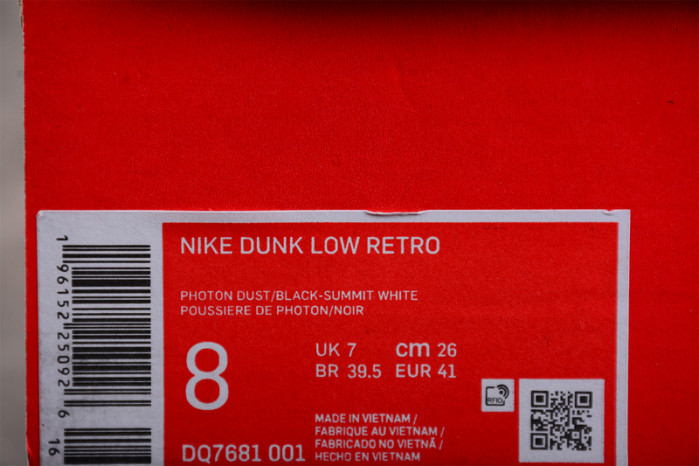 NIKE DUNK LOW RETRO
PHOTON DUST/BLACK-SUMMIT WHITE
POUSSIERE DE PHOTON/NOIR
8
UK 7 cm 26
BR 39.5 EUR 41
RFID
MADE IN VIETNAM /
FABRIQUE AU VIETNAM /
FABRICADO NO VIETNÃ /
HECHO EN VIETNAM
DQ7681 001
1 96152 25092 6
16